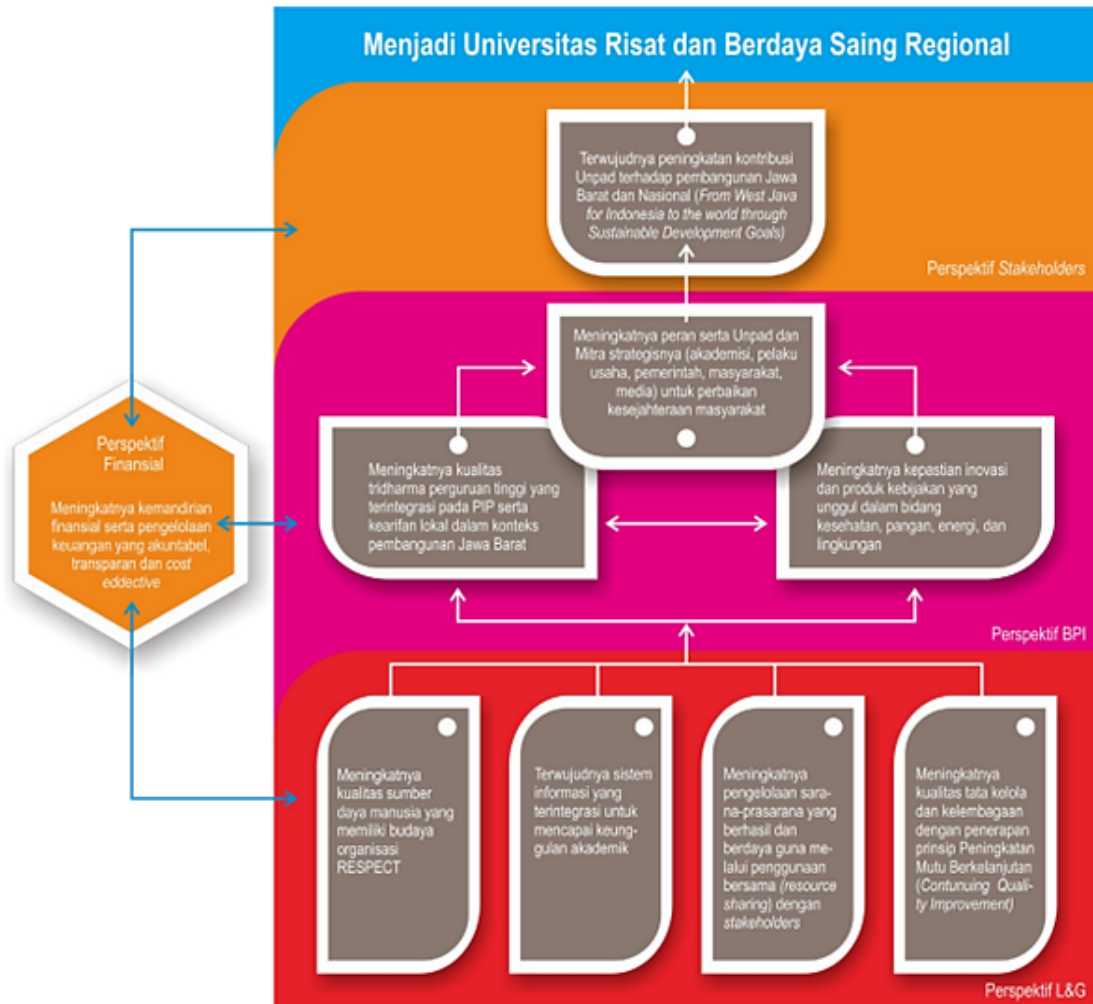 Menjadi Universitas Risat dan Berdaya Saing Regional
Terwujudnya peningkatan kontribusi
Unpad terhadap pembangunan Jawa
Barat dan Nasional (From West Java
for Indonesia to the world through
Sustainable Development Goals)
Perspektif Stakeholders
Meningkatnya peran serta Unpad dan
Mitra strategisnya (akademisi, pelaku
usaha, pemerintah, masyarakat,
media) untuk perbaikan
kesejahteraan masyarakat
Perspektif
Finansial
Meningkatnya kemandirian
finansial serta pengelolaan
keuangan yang akuntabel,
transparan dan cost
eddective
Meningkatnya kualitas
tridharma perguruan tinggi yang
terintegrasi pada PIP serta
kearifan lokal dalam konteks
pembangunan Jawa Barat
Meningkatnya kepastian inovasi
dan produk kebijakan yang
unggul dalam bidang
kesehatan, pangan, energi, dan
lingkungan
Perspektif BPI
Meningkatnya
kualitas sumber
daya manusia yang
memiliki budaya
organisasi
RESPECT
Terwujudnya sistem
informasi yang
terintegrasi untuk
mencapai keung-
gulan akademik
Meningkatnya
pengelolaan sara-
na-prasarana yang
berhasil dan
berdaya guna me-
lalui penggunaan
bersama (resource
sharing) dengan
stakeholders
Meningkatnya
kualitas tata kelola
dan kelembagaan
dengan penerapan
prinsip Peningkatan
Mutu Berkelanjutan
(Contunuing Quali-
ty Improvement)
Perspektif L&G